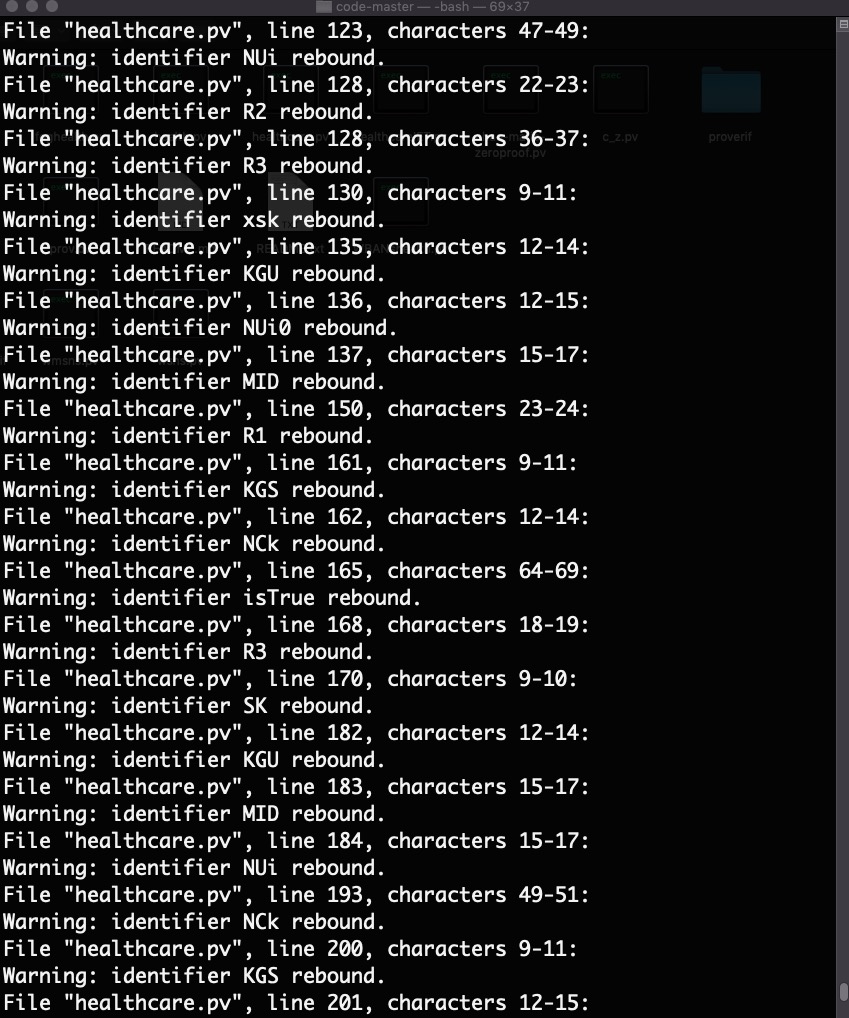 code-master — -bash — 69×37
File "healthcare.pv", line 123, characters 47-49:
Warning: identifier NUi rebound.
File "healthcare.pv", line 128, characters 22-23:
Warning: identifier R2 rebound.
File "healthcare.pv", line 128, characters 36-37:
Warning: identifier R3 rebound.
File "healthcare.pv", line 130, characters 9-11:
Warning: identifier xsk rebound.
File "healthcare.pv", line 135, characters 12-14:
Warning: identifier KGU rebound.
File "healthcare.pv", line 136, characters 12-15:
Warning: identifier NUi0 rebound.
File "healthcare.pv", line 137, characters 15-17:
Warning: identifier MID rebound.
File "healthcare.pv", line 150, characters 23-24:
Warning: identifier R1 rebound.
File "healthcare.pv", line 161, characters 9-11:
Warning: identifier KGS rebound.
File "healthcare.pv", line 162, characters 12-14:
Warning: identifier NCk rebound.
File "healthcare.pv", line 165, characters 64-69:
Warning: identifier isTrue rebound.
File "healthcare.pv", line 168, characters 18-19:
Warning: identifier R3 rebound.
File "healthcare.pv", line 170, characters 9-10:
Warning: identifier SK rebound.
File "healthcare.pv", line 182, characters 12-14:
Warning: identifier KGU rebound.
File "healthcare.pv", line 183, characters 15-17:
Warning: identifier MID rebound.
File "healthcare.pv", line 184, characters 15-17:
Warning: identifier NUi rebound.
File "healthcare.pv", line 193, characters 49-51:
Warning: identifier NCk rebound.
File "healthcare.pv", line 200, characters 9-11:
Warning: identifier KGS rebound.
File "healthcare.pv", line 201, characters 12-15:
c_z.pv
proverif
zeroproof.pv